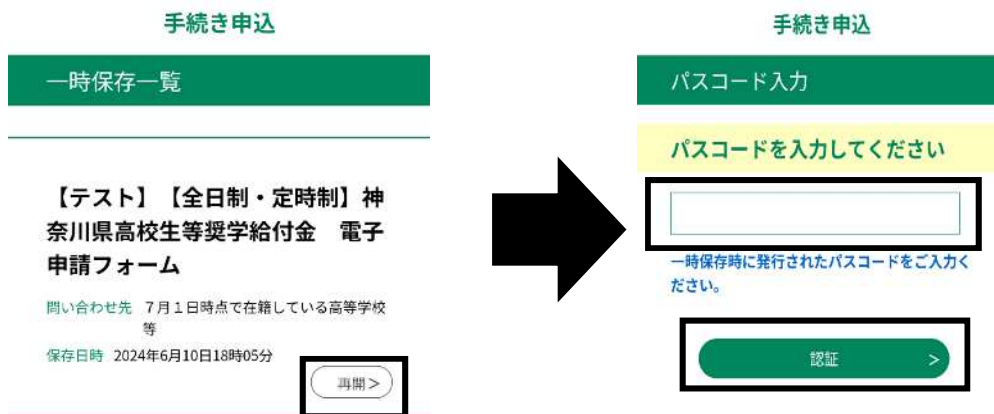 手続き申込
一時保存一覧
【テスト】【全日制・定時制】神
奈川県高校生等奨学給付金　電子
申請フォーム
問い合わせ先　7月1日時点で在籍している高等学校
等
保存日時　2024年6月10日18時05分
再開＞
手続き申込
パスコード入力
パスコードを入力してください
一時保存時に発行されたパスコードをご入力く
ださい。
認証　＞